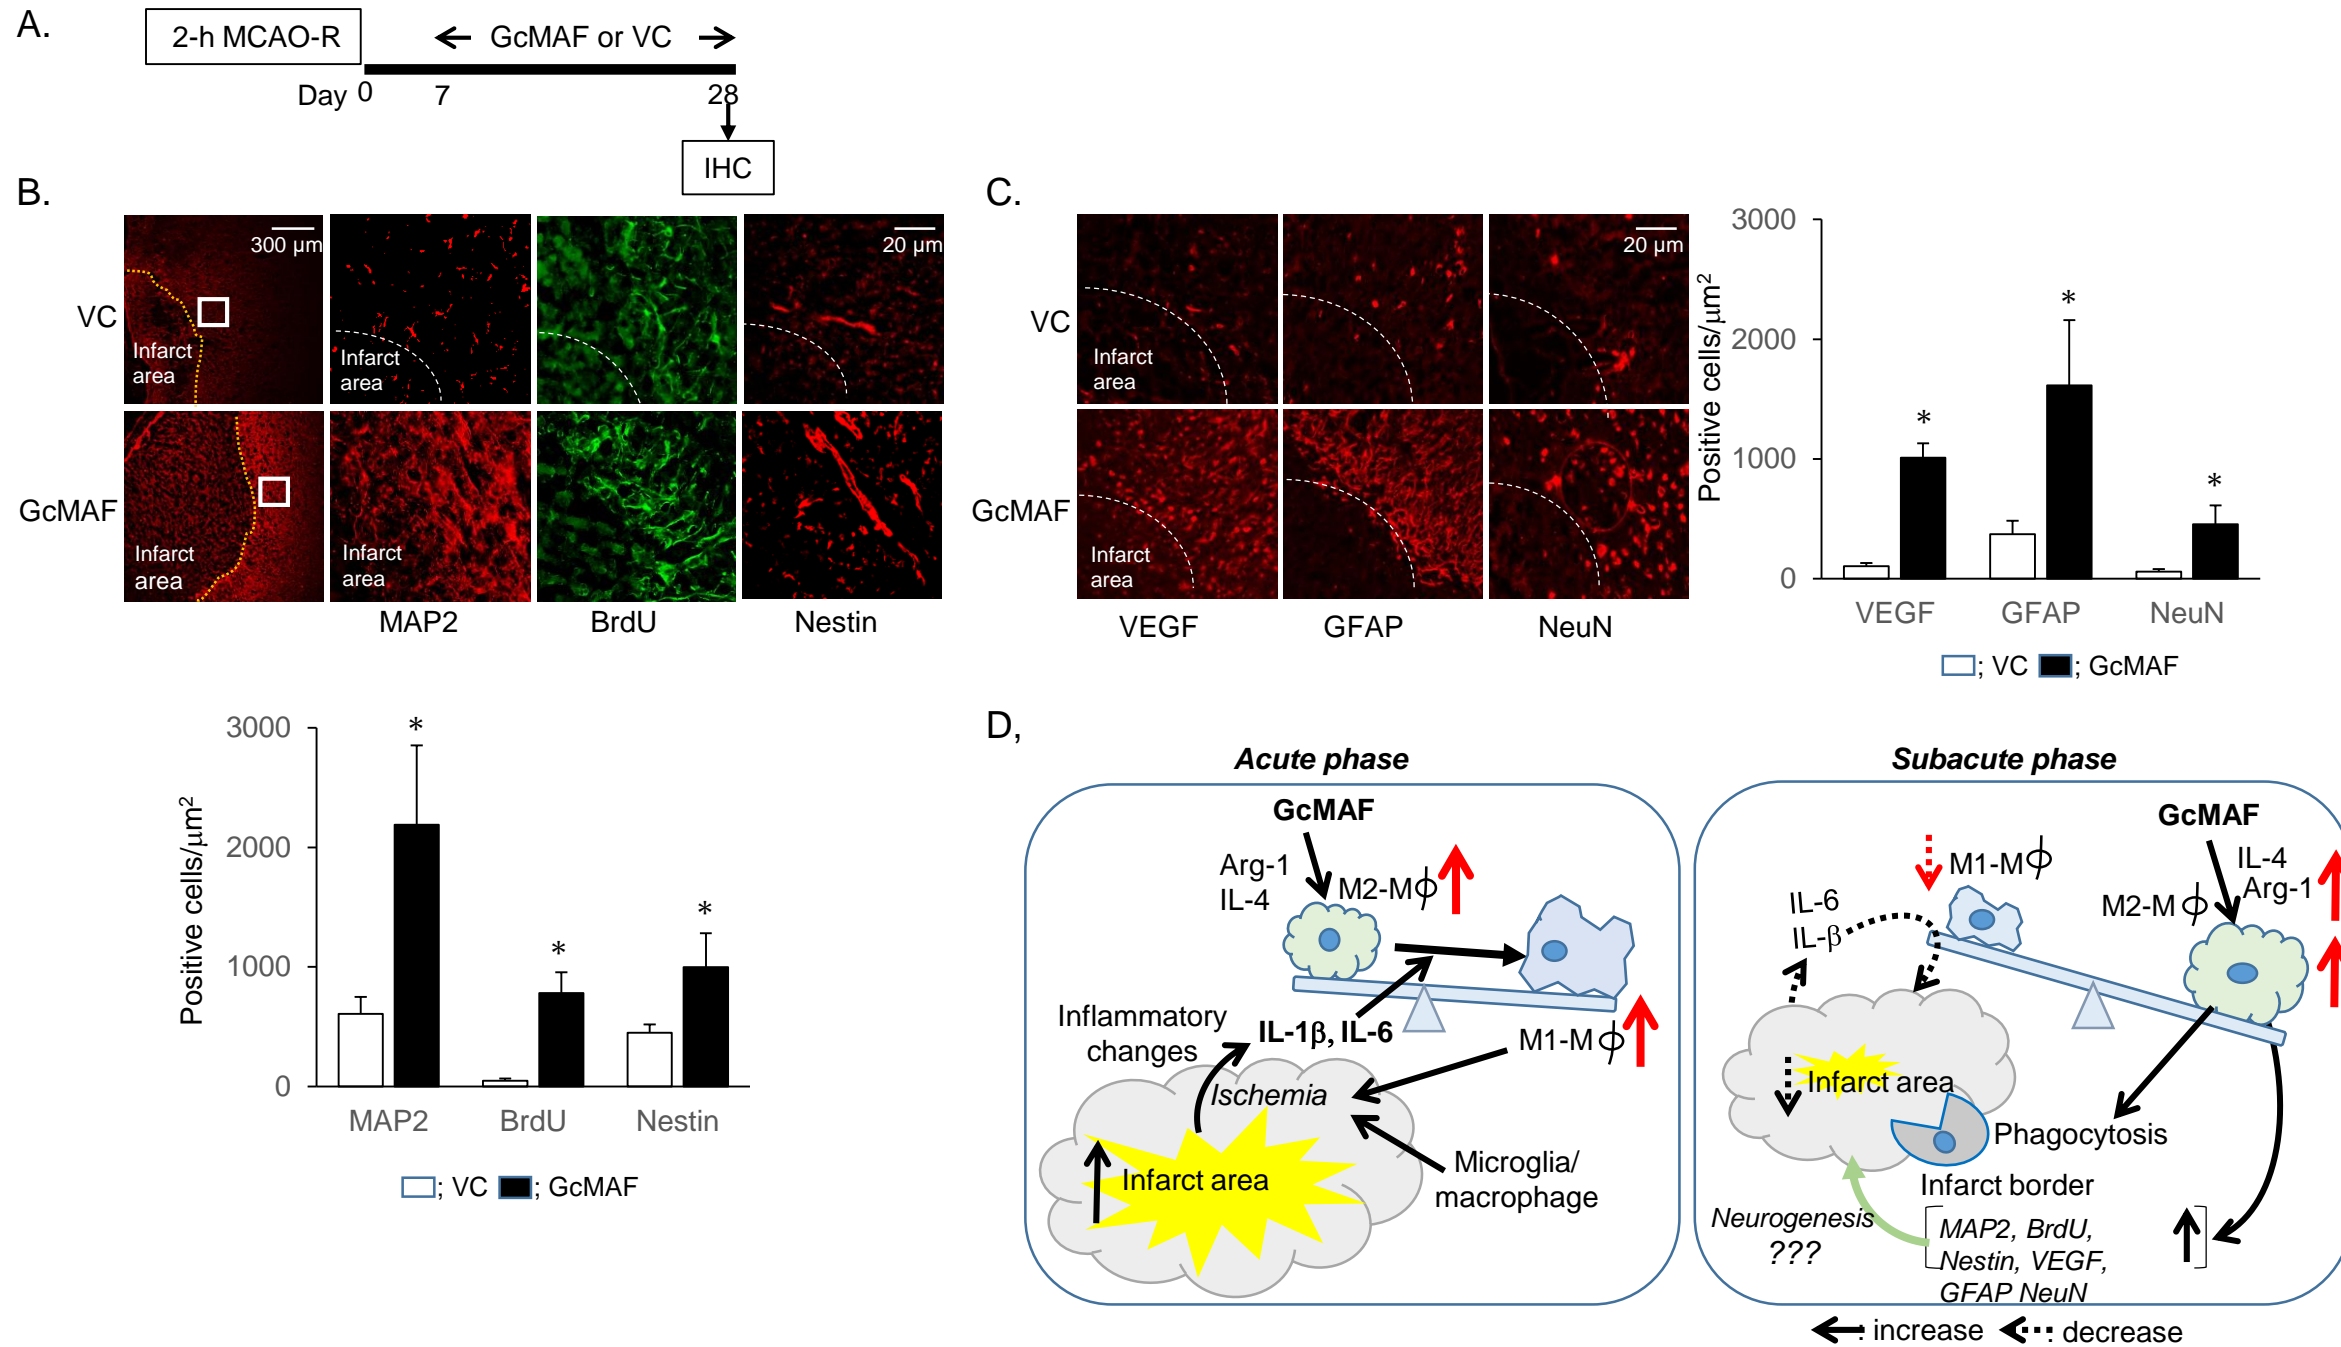 A.
2-h MCAO-R
GcMAF or VC
Day 0 7 28
IHC
B.
300 µm
20 µm
VC
Infarct
area
Infarct
area
GcMAF
Infarct
area
Infarct
area
MAP2 BrdU Nestin
3000
2000
1000
0
Positive cells/µm2
* * *
MAP2 BrdU Nestin
; VC ; GcMAF
C.
20 µm
VC
Infarct
area
GcMAF
Infarct
area
VEGF GFAP NeuN
3000
2000
1000
0
Positive cells/µm2
* * *
VEGF GFAP NeuN
; VC ; GcMAF
D,
Acute phase
GcMAF
Arg-1
IL-4
M2-Mϕ
Inflammatory
changes
IL-1β, IL-6
M1-Mϕ
Ischemia
Infarct area
Microglia/
macrophage
Subacute phase
GcMAF
M1-Mϕ
IL-4
Arg-1
M2-Mϕ
IL-6
IL-β
Infarct area
Phagocytosis
Infarct border
Neurogenesis
???
MAP2, BrdU,
Nestin, VEGF,
GFAP NeuN
: increase : decrease